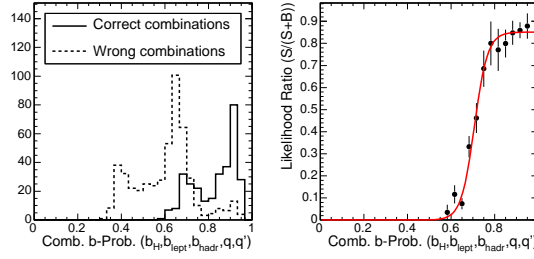 Correct combinations
Wrong combinations
140
120
100
80
60
40
20
0
0 0.2 0.4 0.6 0.8 1
Comb. b-Prob. (b_H,b_lept,b_hadr,q,q')
Likelihood Ratio (S/(S+B))
0.9
0.8
0.7
0.6
0.5
0.4
0.3
0.2
0.1
0
0 0.2 0.4 0.6 0.8
Comb. b-Prob. (b_H,b_lept,b_hadr,q,q')